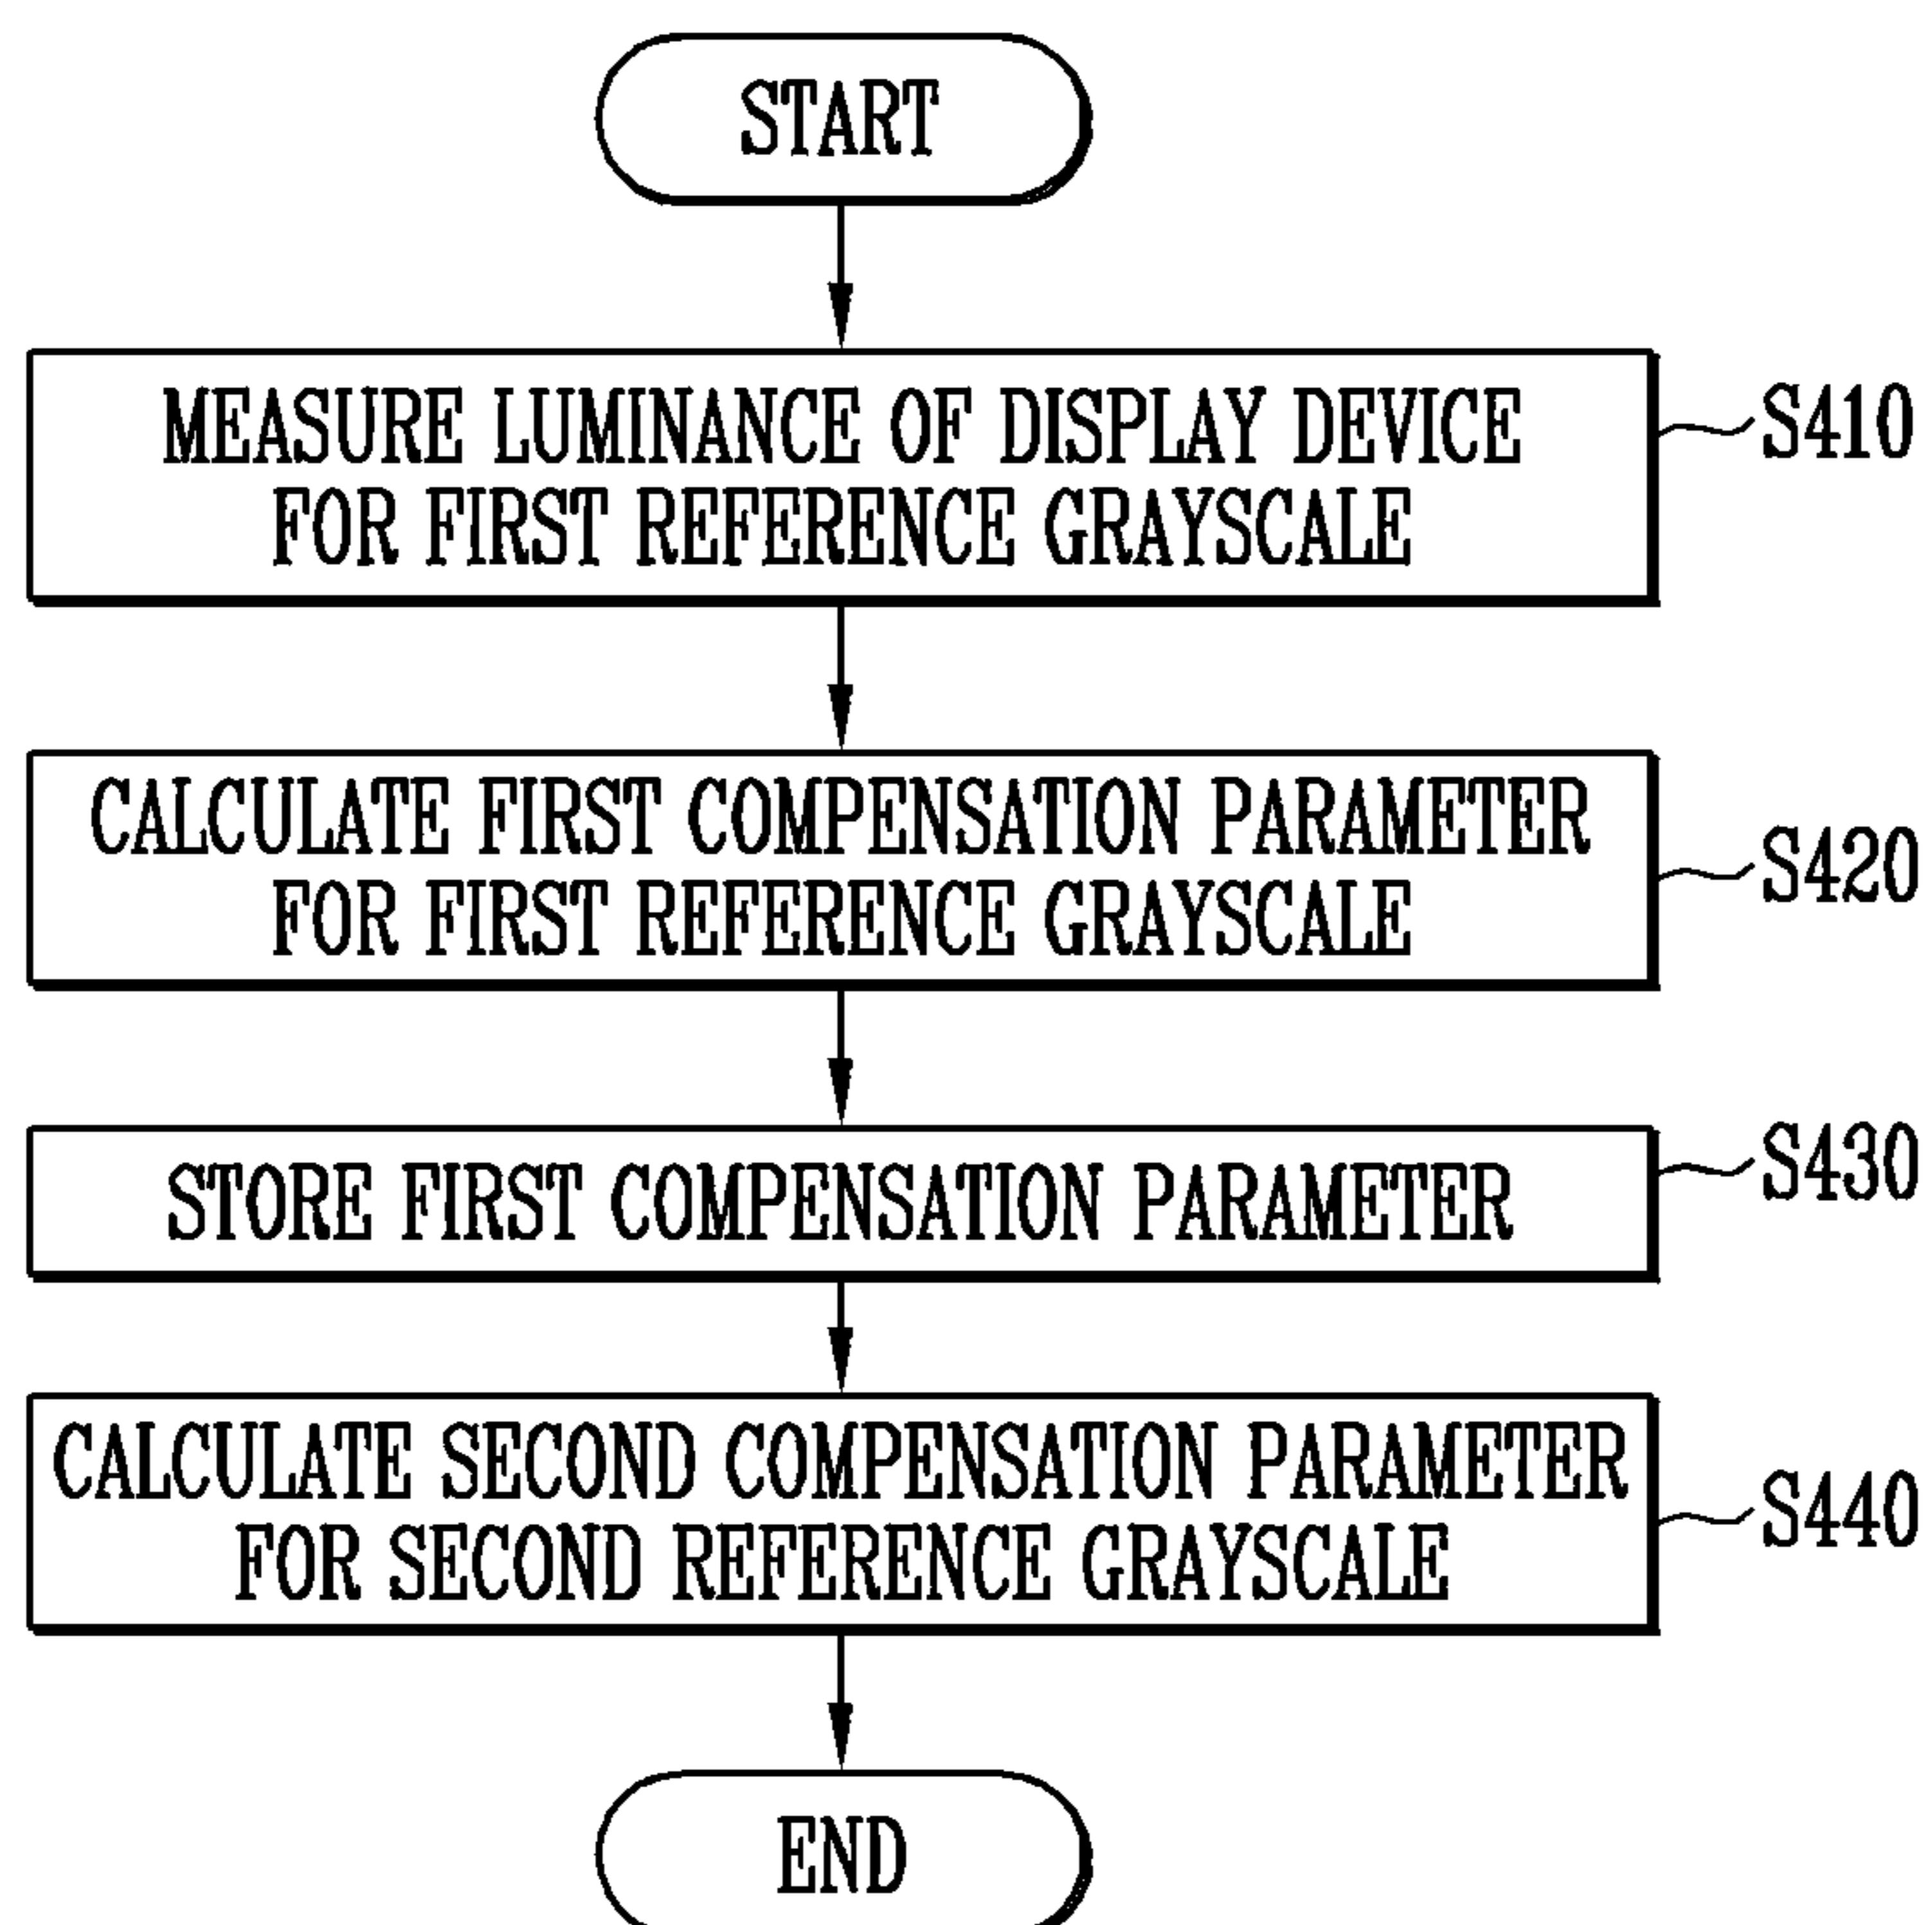 START
MEASURE LUMINANCE OF DISPLAY DEVICE
FOR FIRST REFERENCE GRAYSCALE
S410
CALCULATE FIRST COMPENSATION PARAMETER
FOR FIRST REFERENCE GRAYSCALE
S420
STORE FIRST COMPENSATION PARAMETER
S430
CALCULATE SECOND COMPENSATION PARAMETER
FOR SECOND REFERENCE GRAYSCALE
S440
END